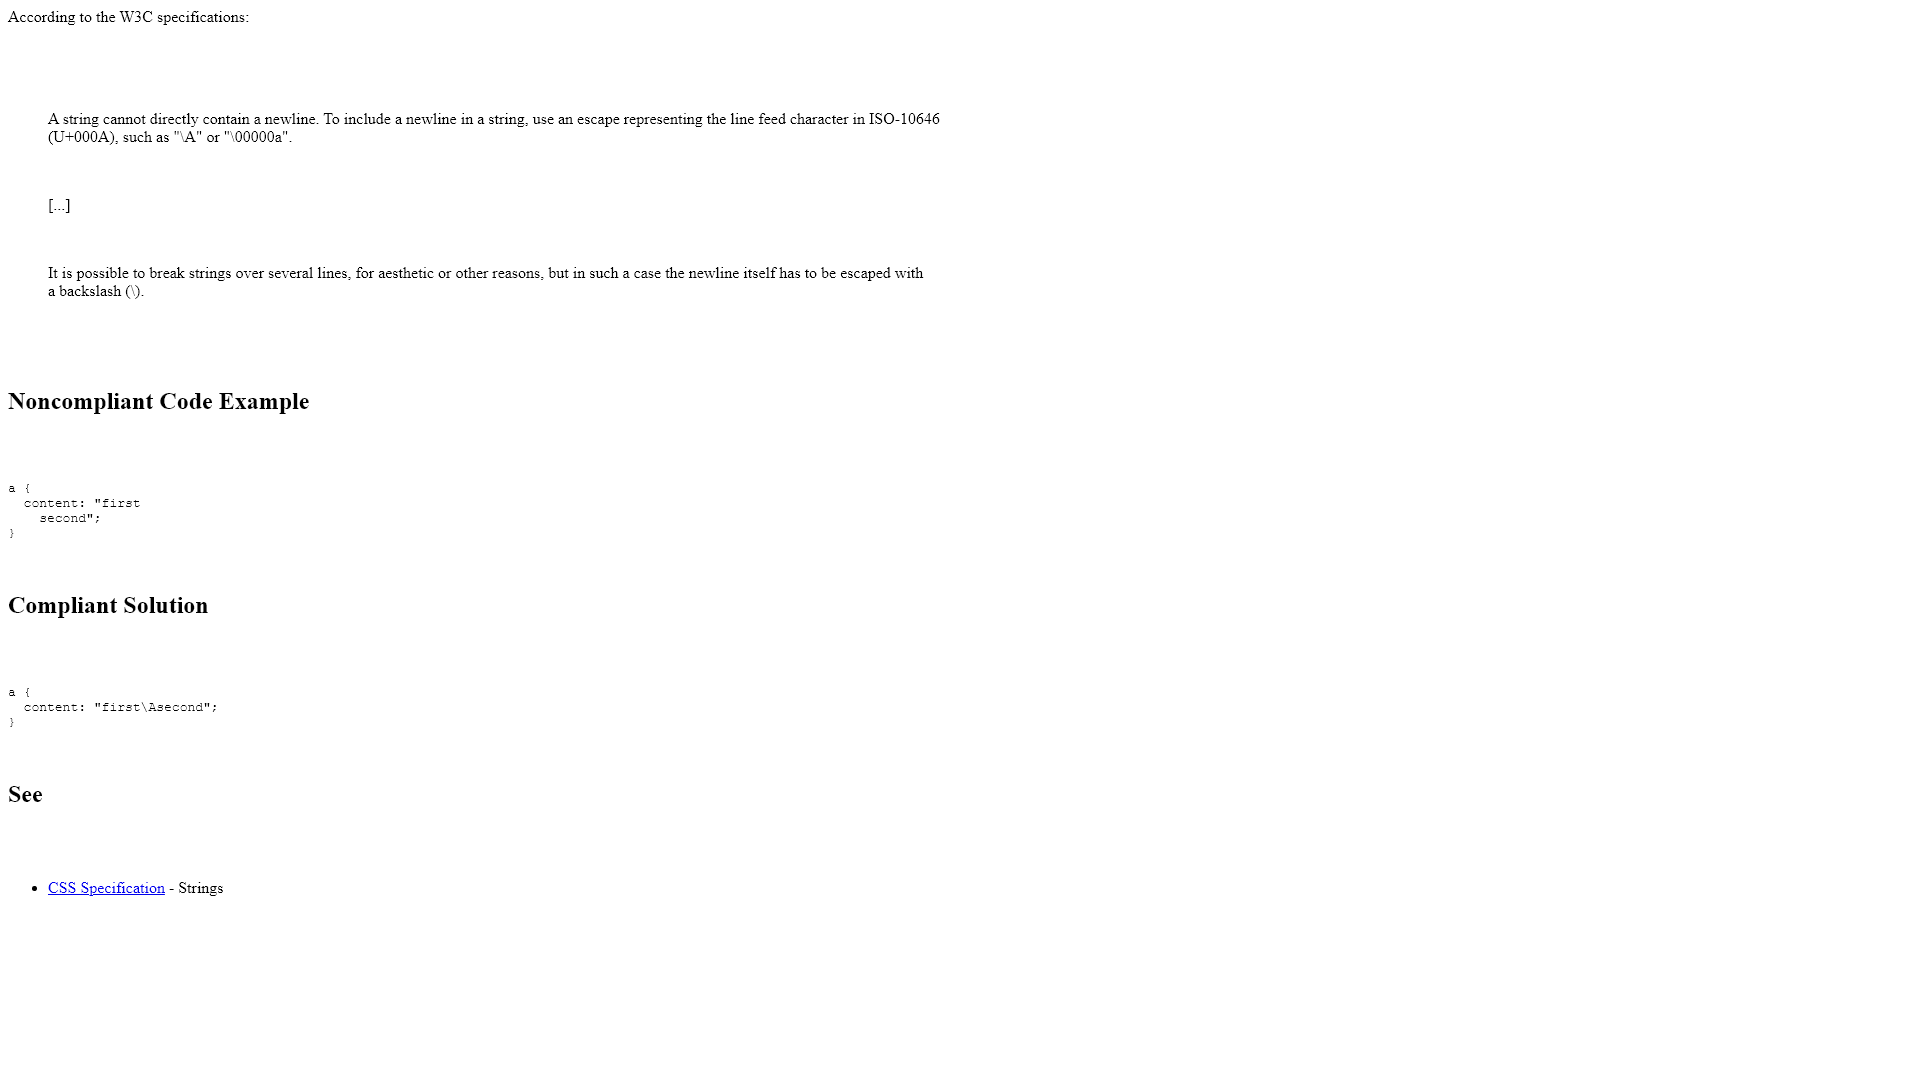 According to the W3C specifications:
A string cannot directly contain a newline. To include a newline in a string, use an escape representing the line feed character in ISO-10646
(U+000A), such as "\A" or "\00000a".
[...]
It is possible to break strings over several lines, for aesthetic or other reasons, but in such a case the newline itself has to be escaped with
a backslash (\).
Noncompliant Code Example
a {
  content: "first
    second";
}
Compliant Solution
a {
  content: "first\Asecond";
}
See
• CSS Specification - Strings